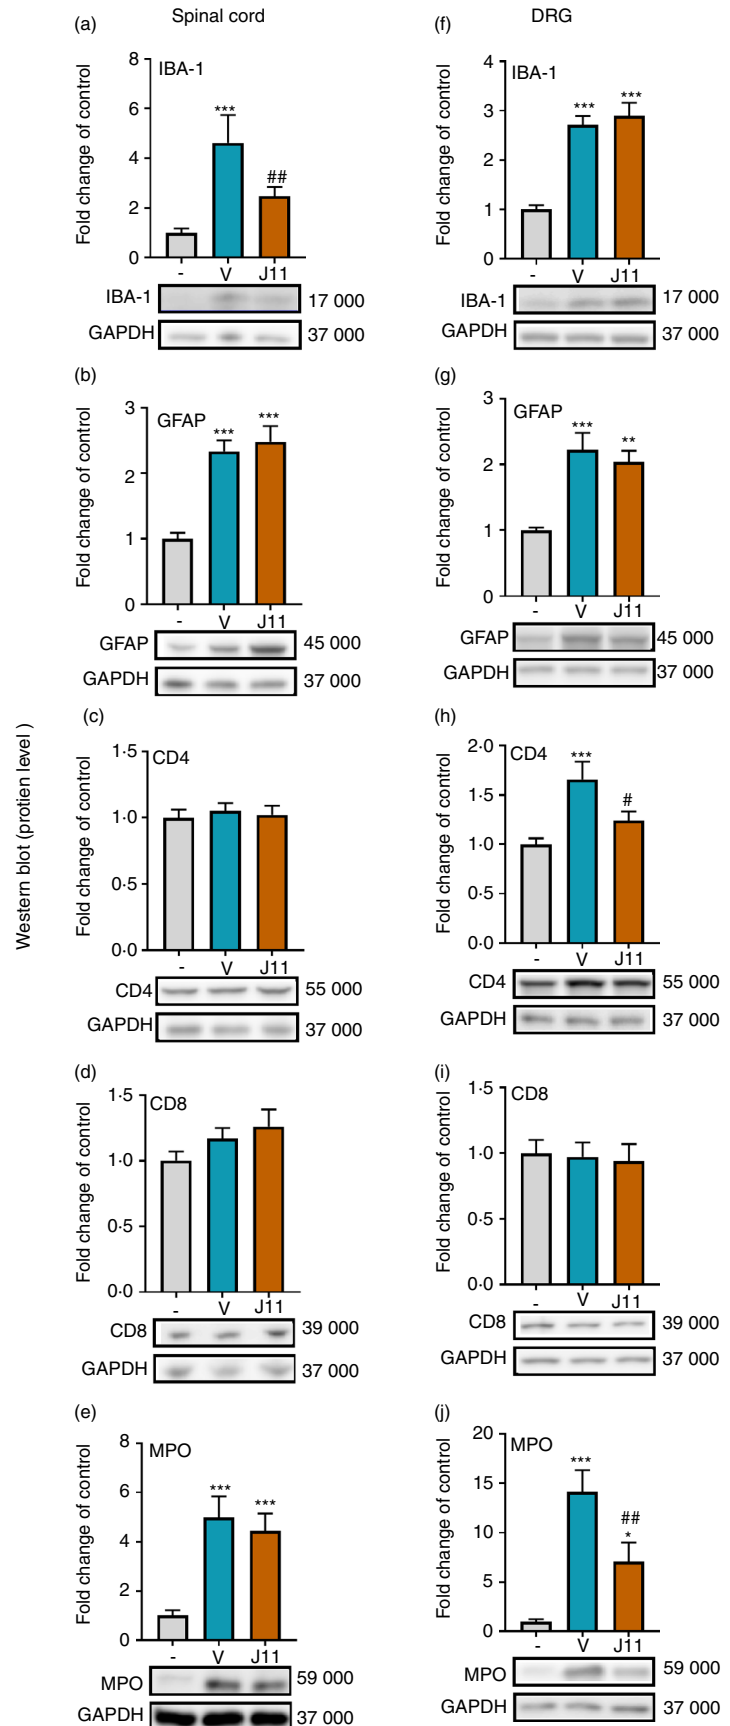 Spinal cord
DRG
Western blot (protien level )
(a)
IBA-1
Fold change of control
8
6
4
2
0
***
##
- V J11
IBA-1 17 000
GAPDH 37 000
(f)
IBA-1
Fold change of control
4
3
2
1
0
***
***
- V J11
IBA-1 17 000
GAPDH 37 000
(b)
GFAP
Fold change of control
3
2
1
0
***
***
- V J11
GFAP 45 000
GAPDH 37 000
(g)
GFAP
Fold change of control
3
2
1
0
***
**
- V J11
GFAP 45 000
GAPDH 37 000
(c)
CD4
Fold change of control
1·5
1·0
0·5
0·0
- V J11
CD4 55 000
GAPDH 37 000
(h)
CD4
Fold change of control
2·0
1·5
1·0
0·5
0·0
***
#
- V J11
CD4 55 000
GAPDH 37 000
(d)
CD8
Fold change of control
1·5
1·0
0·5
0·0
- V J11
CD8 39 000
GAPDH 37 000
(i)
CD8
Fold change of control
1·5
1·0
0·5
0·0
- V J11
CD8 39 000
GAPDH 37 000
(e)
MPO
Fold change of control
8
6
4
2
0
***
***
- V J11
MPO 59 000
GAPDH 37 000
(j)
MPO
Fold change of control
20
15
10
5
0
***
##
*
- V J11
MPO 59 000
GAPDH 37 000